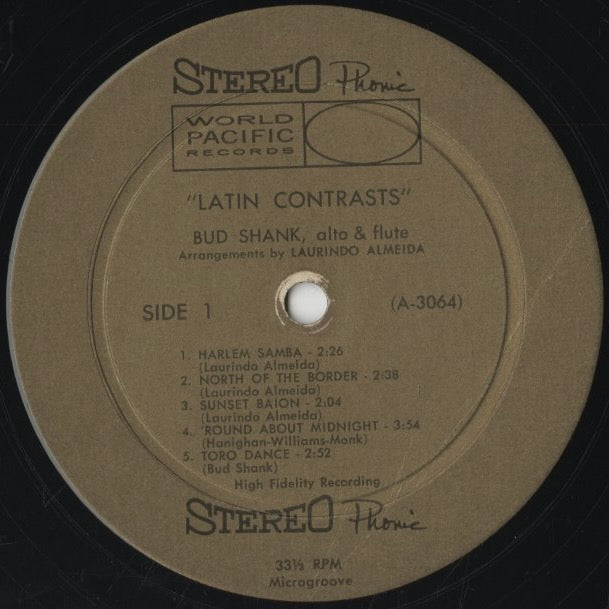 STEREO Phonic
WORLD
PACIFIC
RECORDS
"LATIN CONTRASTS"
BUD SHANK, alto & flute
Arrangements by LAURINDO ALMEIDA
SIDE 1
(A-3064)
1. HARLEM SAMBA - 2:26
(Laurindo Almeida)
2. NORTH OF THE BORDER - 2:38
(Laurindo Almeida)
3. SUNSET BAION - 2:04
(Laurindo Almeida)
4. 'ROUND ABOUT MIDNIGHT - 3:54
(Hanighan-Williams-Monk)
5. TORO DANCE - 2:52
(Bud Shank)
High Fidelity Recording
STEREO Phonic
33⅓ RPM
Microgroove